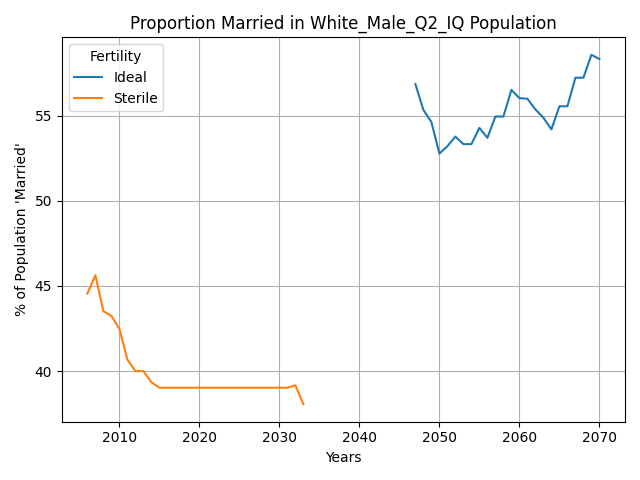 Proportion Married in White_Male_Q2_IQ Population
Fertility
Ideal
Sterile
% of Population 'Married'
55
50
45
40
2010 2020 2030 2040 2050 2060 2070
Years